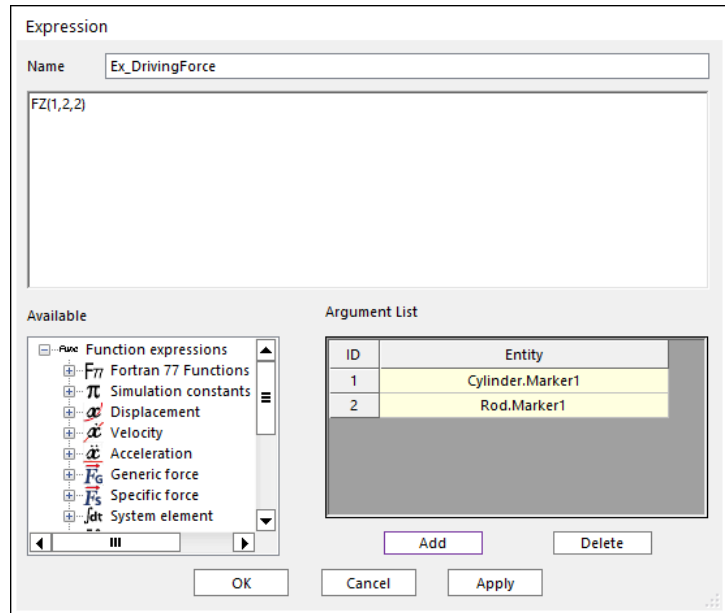 Expression
Name Ex_DrivingForce
FZ(1,2,2)
Available
Function expressions
F77 Fortran 77 Functions
π Simulation constants
Displacement
Velocity
Acceleration
Generic force
Specific force
∫dt System element
Argument List
ID Entity
1 Cylinder.Marker1
2 Rod.Marker1
Add Delete
OK Cancel Apply